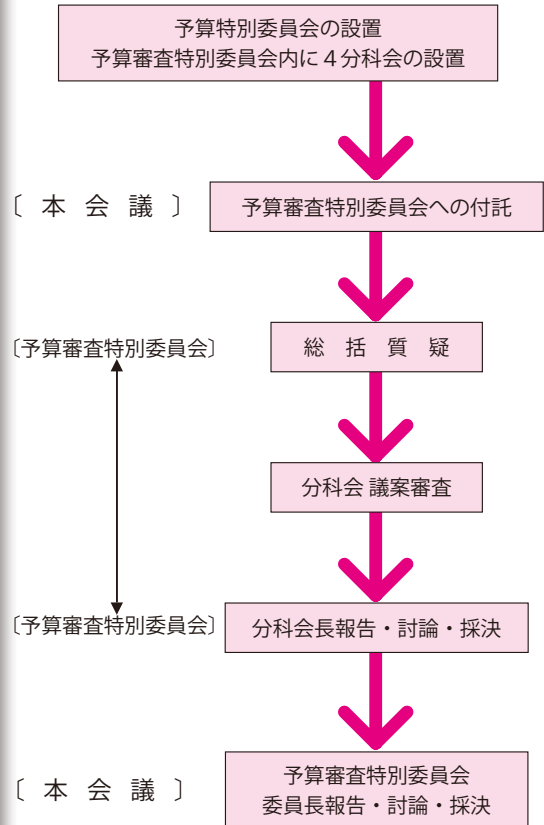 予算特別委員会の設置
予算審査特別委員会内に４分科会の設置
〔 本 会 議 〕
予算審査特別委員会への付託
〔予算審査特別委員会〕
総 括 質 疑
分科会 議案審査
〔予算審査特別委員会〕
分科会長報告・討論・採決
〔 本 会 議 〕
予算審査特別委員会
委員長報告・討論・採決